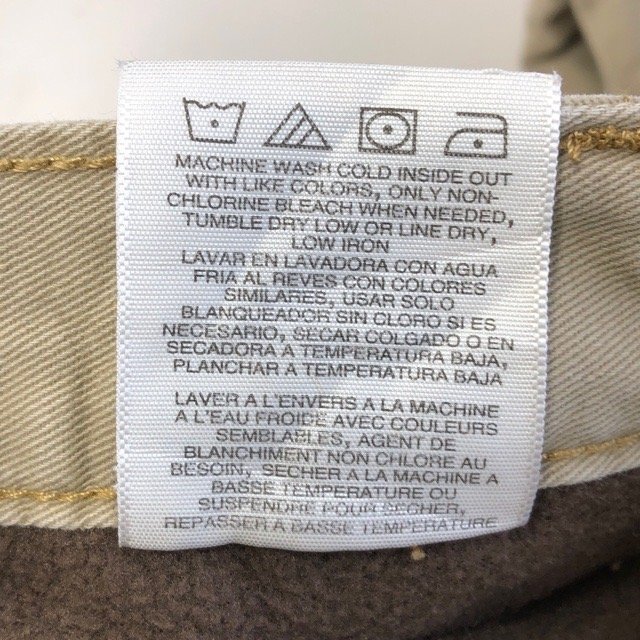 MACHINE WASH COLD INSIDE OUT
WITH LIKE COLORS, ONLY NON-
CHLORINE BLEACH WHEN NEEDED,
TUMBLE DRY LOW OR LINE DRY,
LOW IRON
LAVAR EN LAVADORA CON AGUA
FRIA AL REVES CON COLORES
SIMILARES, USAR SOLO
BLANQUEADOR SIN CLORO SI ES
NECESARIO, SECAR COLGADO O EN
SECADORA A TEMPERATURA BAJA,
PLANCHAR A TEMPERATURA BAJA
LAVER A L'ENVERS A LA MACHINE
A L'EAU FROIDE AVEC COULEURS
SEMBLABLES, AGENT DE
BLANCHIMENT NON CHLORE AU
BESOIN, SECHER A LA MACHINE A
BASSE TEMPERATURE OU
SUSPENDRE POUR SECHER,
REPASSER A BASSE TEMPERATURE